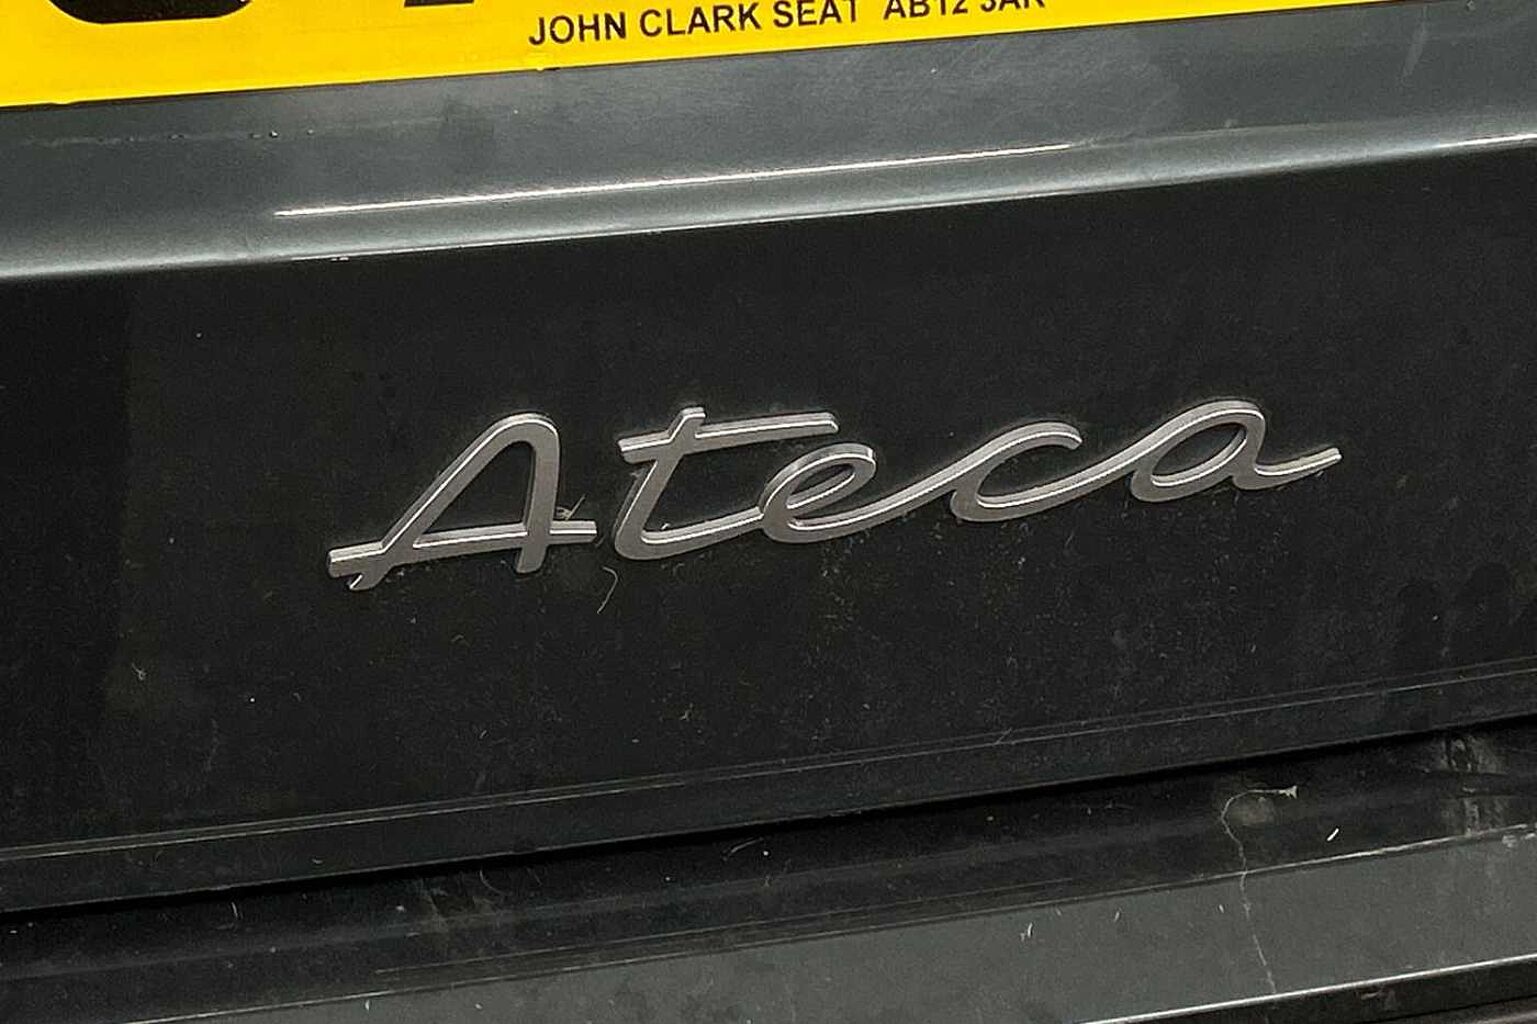 JOHN CLARK SEAT AB12 3AR
Ateca